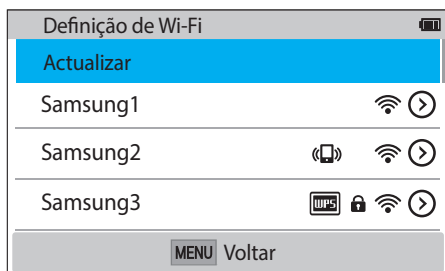 Definição de Wi-Fi
Actualizar
Samsung1
Samsung2
Samsung3 WPS
MENU Voltar